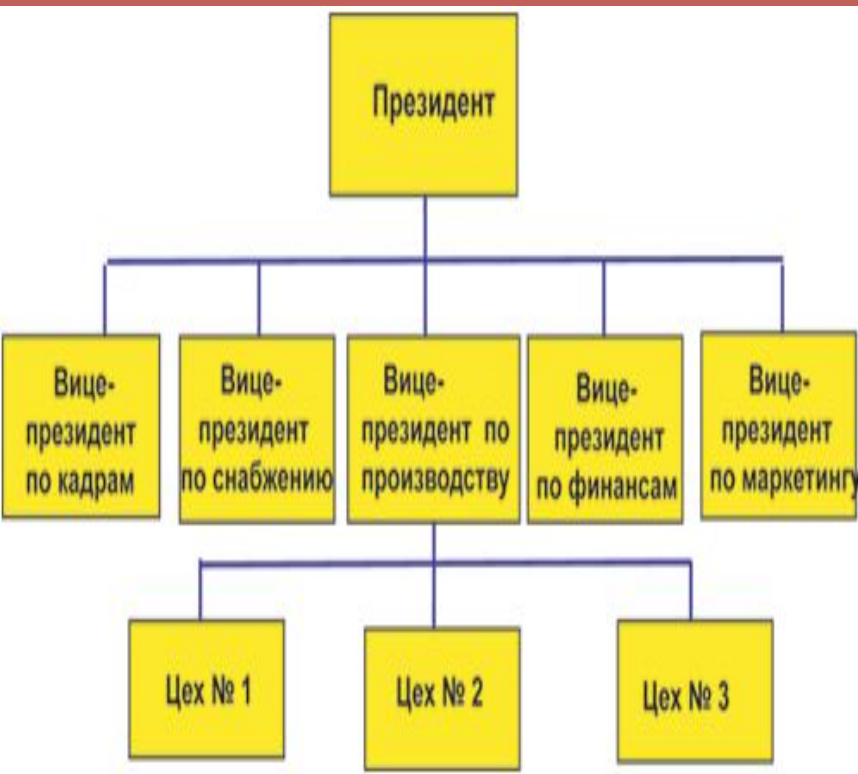 Президент
Вице-
президент
по кадрам
Вице-
президент
по снабжению
Вице-
президент по
производству
Вице-
президент
по финансам
Вице-
президент
по маркетингу
Цех № 1
Цех № 2
Цех № 3